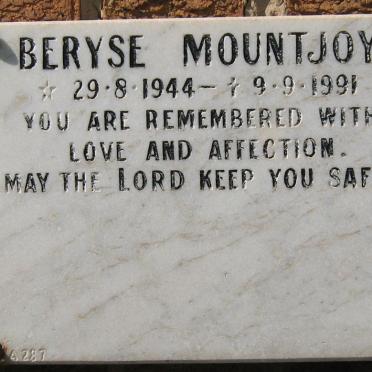 BERYSE MOUNTJOY
☆ 29·8·1944 – ✝ 9·9·1991
YOU ARE REMEMBERED WITH
LOVE AND AFFECTION.
MAY THE LORD KEEP YOU SAF
A287